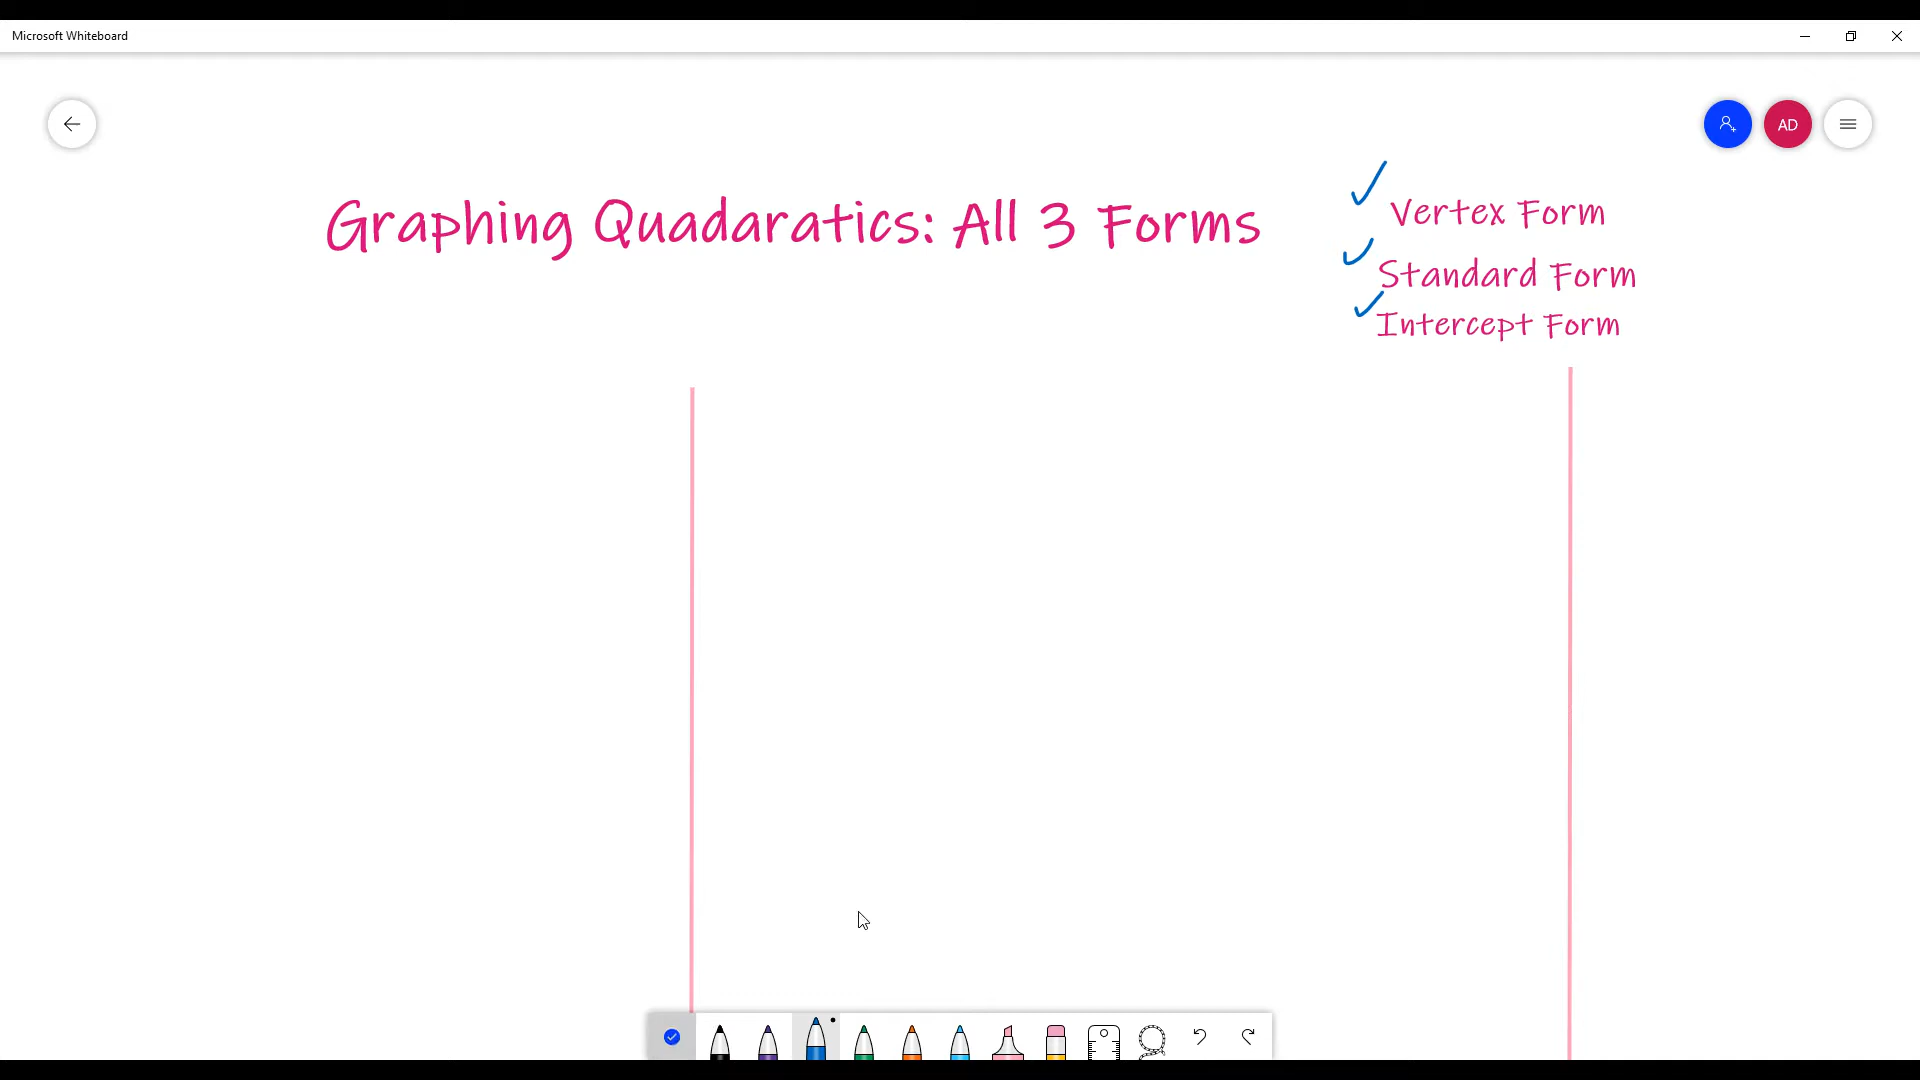 Microsoft Whiteboard
AD
Graphing Quadaratics: All 3 Forms
Vertex Form
Standard Form
Intercept Form